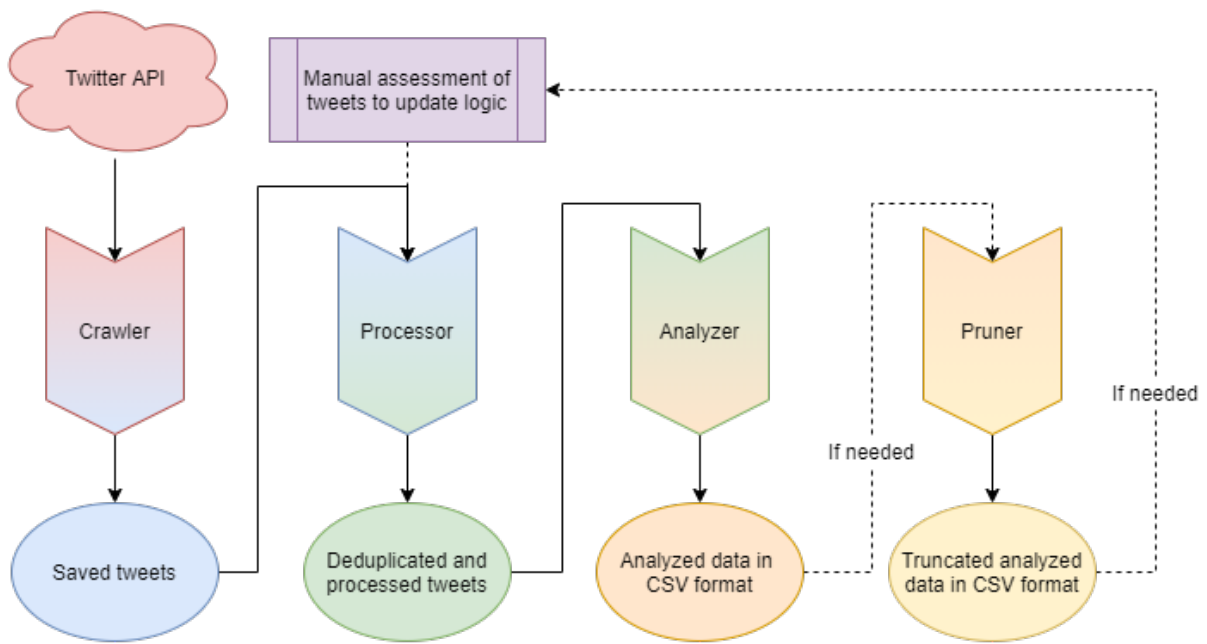 Twitter API
Manual assessment of
tweets to update logic
Crawler
Processor
Analyzer
Pruner
If needed
If needed
Saved tweets
Deduplicated and
processed tweets
Analyzed data in
CSV format
Truncated analyzed
data in CSV format